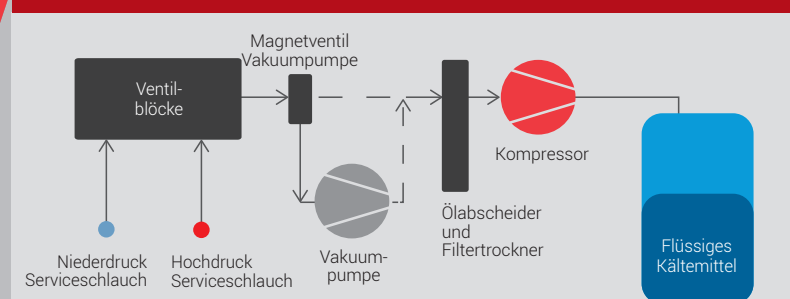 Magnetventil
Vakuumpumpe
Ventil-
blöcke
Kompressor
Ölabscheider
und
Filtertrockner
Flüssiges
Kältemittel
Niederdruck
Serviceschlauch
Hochdruck
Serviceschlauch
Vakuum-
pumpe